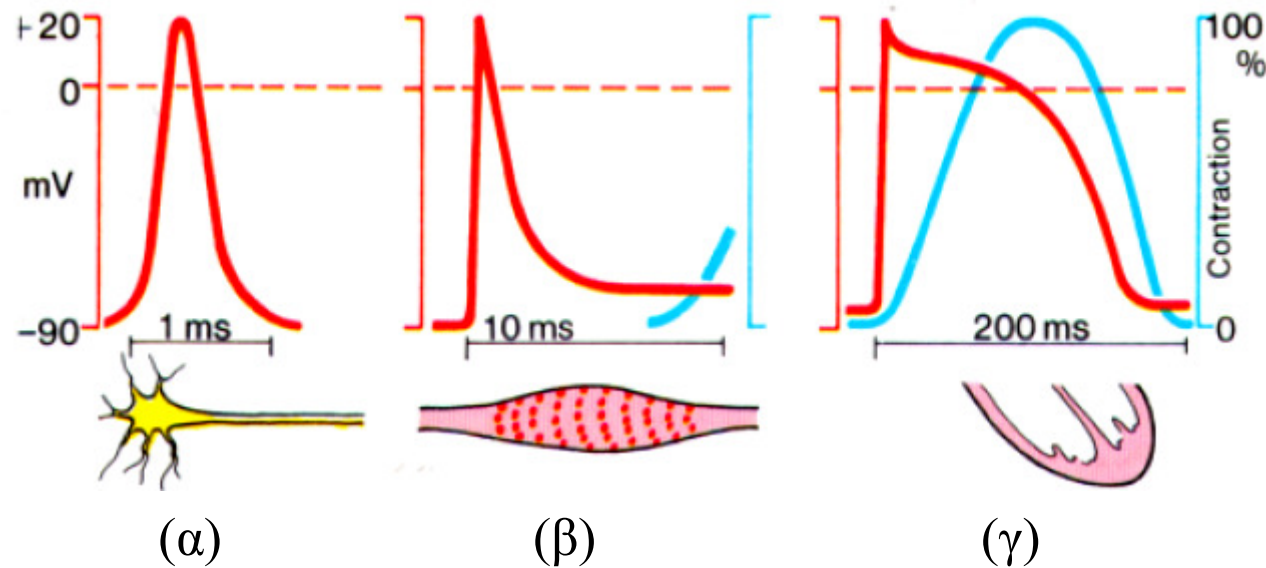 +20
0
mV
−90
1 ms
10 ms
200 ms
100
%
Contraction
0
(α)
(β)
(γ)